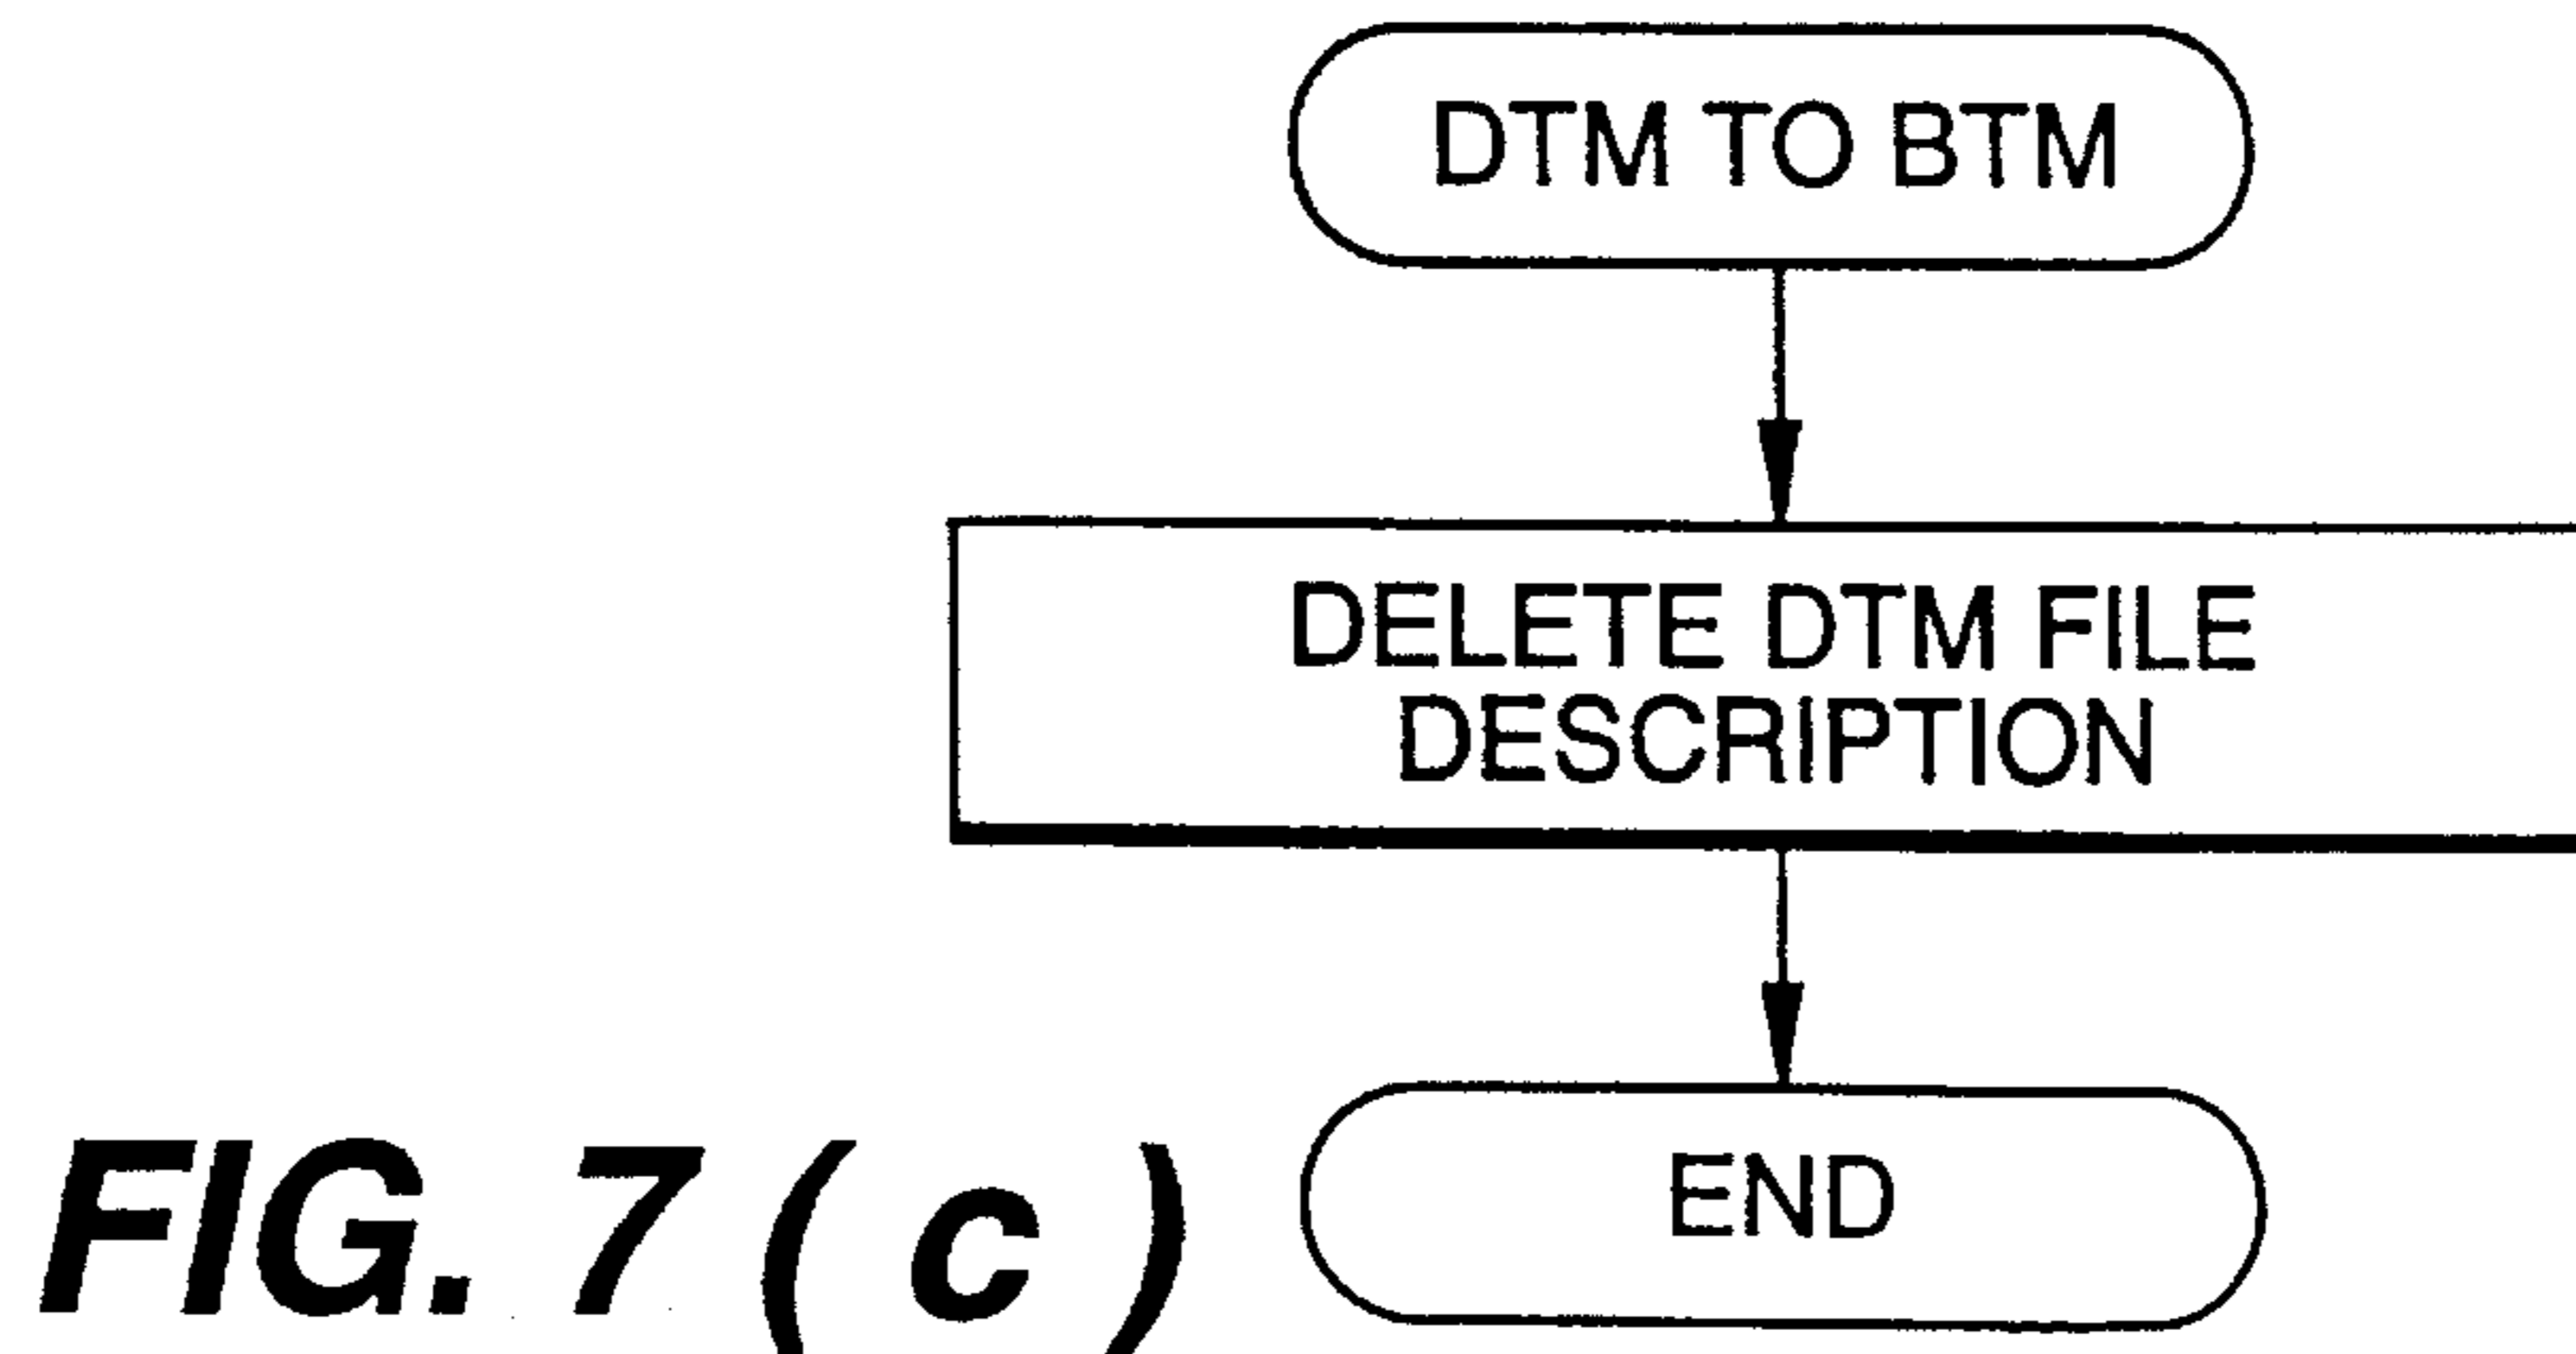 DTM TO BTM
DELETE DTM FILE
DESCRIPTION
END
FIG. 7 ( c )